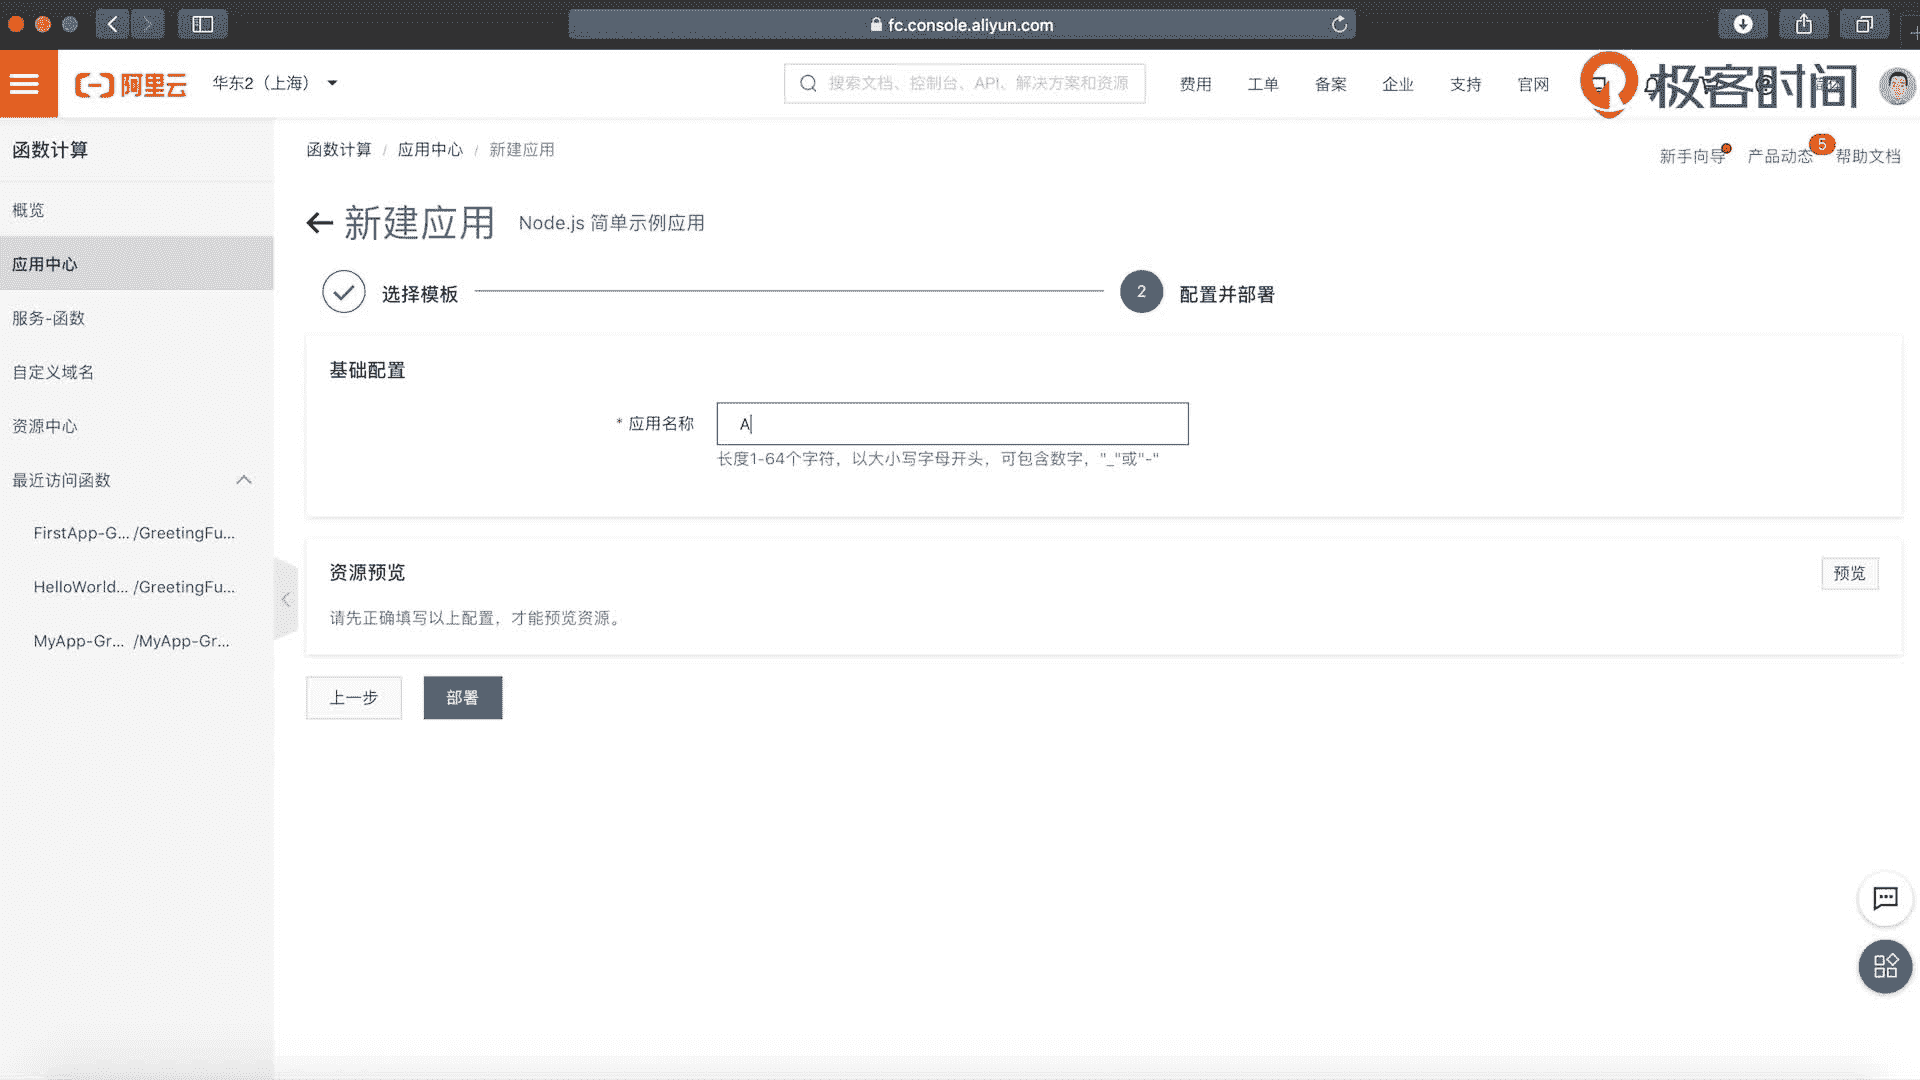 fc.console.aliyun.com
阿里云
华东2（上海）
搜索文档、控制台、API、解决方案和资源
费用
工单
备案
企业
支持
官网
极客时间
函数计算
概览
应用中心
服务-函数
自定义域名
资源中心
最近访问函数
FirstApp-G... /GreetingFu...
HelloWorld... /GreetingFu...
MyApp-Gr... /MyApp-Gr...
函数计算 / 应用中心 / 新建应用
新手向导
产品动态
5
帮助文档
新建应用 Node.js 简单示例应用
选择模板
2 配置并部署
基础配置
* 应用名称 A
长度1-64个字符，以大小写字母开头，可包含数字，"_"或"-"
资源预览
预览
请先正确填写以上配置，才能预览资源。
上一步
部署